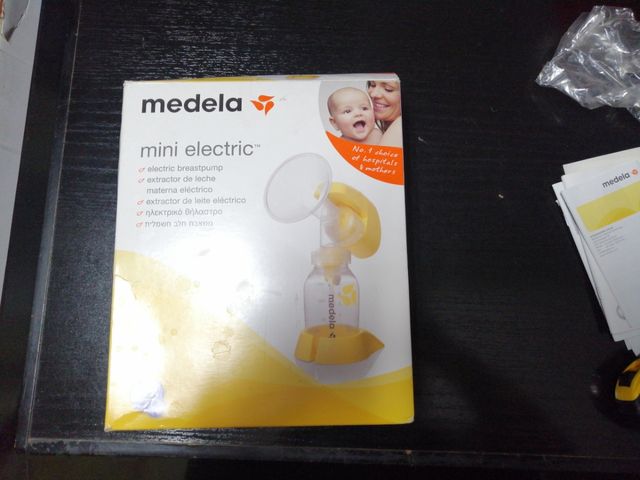 medela
mini electric™
electric breastpump
extractor de leche
materna eléctrico
extractor de leite eléctrico
ηλεκτρικό θήλαστρο
משאבת חלב חשמלית
No. 1 choice
of hospitals
& mothers
medela
medela